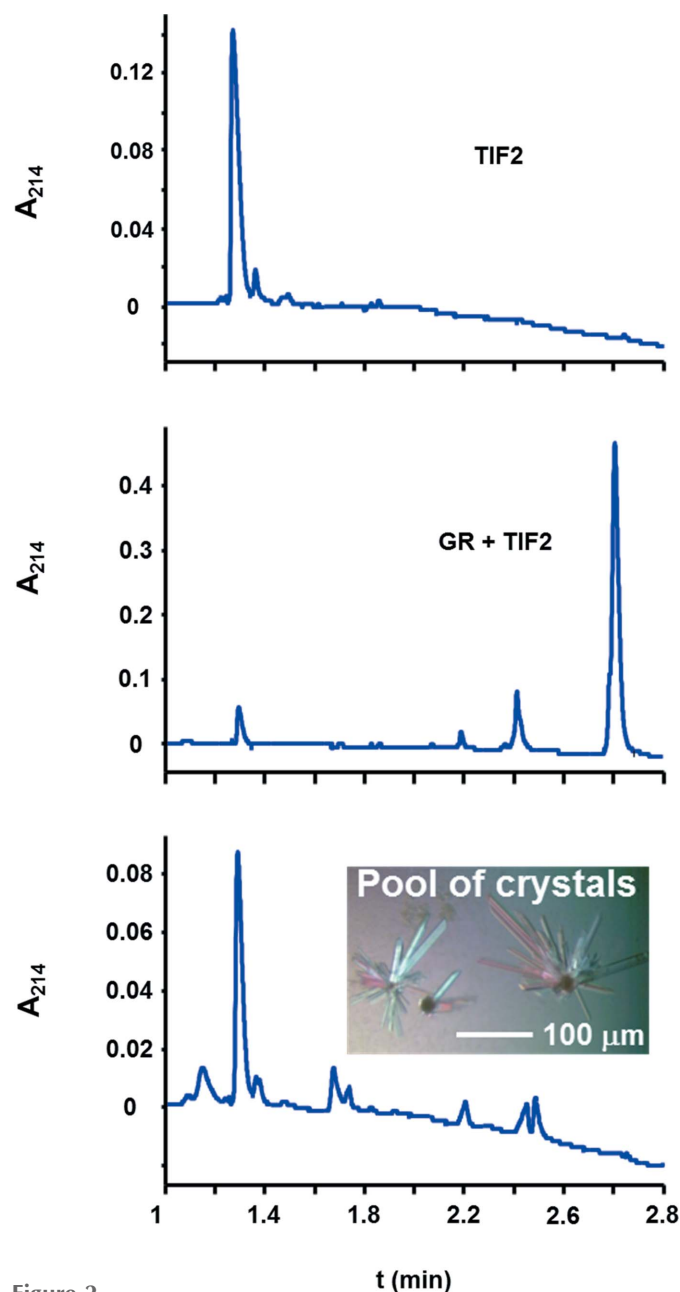 0.12
0.08
0.04
0
A₂₁₄
TIF2
0.4
0.3
0.2
0.1
0
A₂₁₄
GR + TIF2
0.08
0.06
0.04
0.02
0
A₂₁₄
Pool of crystals
100 μm
1 1.4 1.8 2.2 2.6 2.8
t (min)
Figure 2